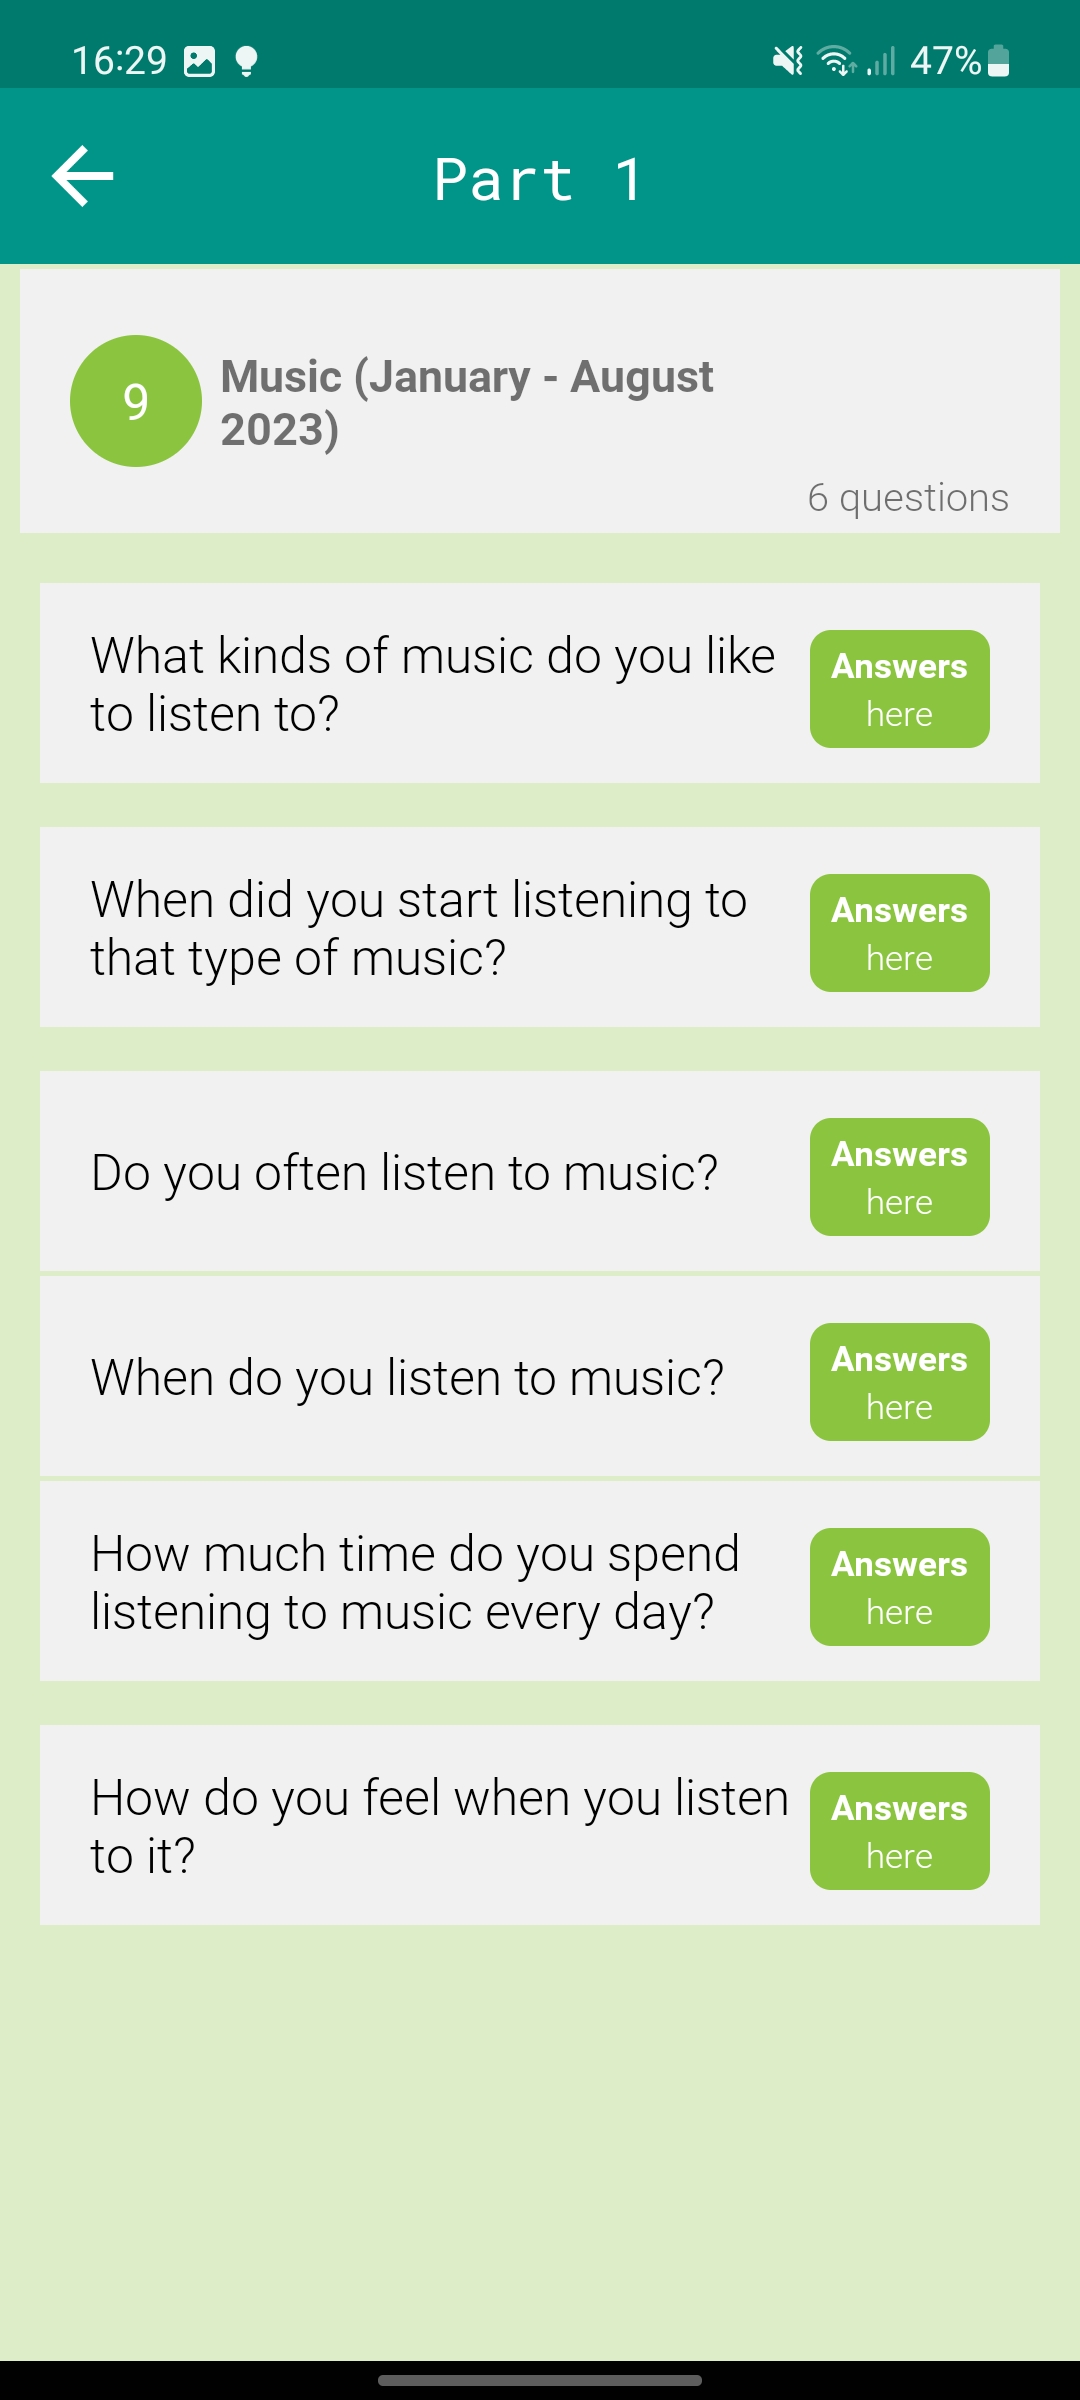 16:29
47%
Part 1
9
Music (January - August
2023)
6 questions
What kinds of music do you like
to listen to?
Answers
here
When did you start listening to
that type of music?
Answers
here
Do you often listen to music?
Answers
here
When do you listen to music?
Answers
here
How much time do you spend
listening to music every day?
Answers
here
How do you feel when you listen
to it?
Answers
here